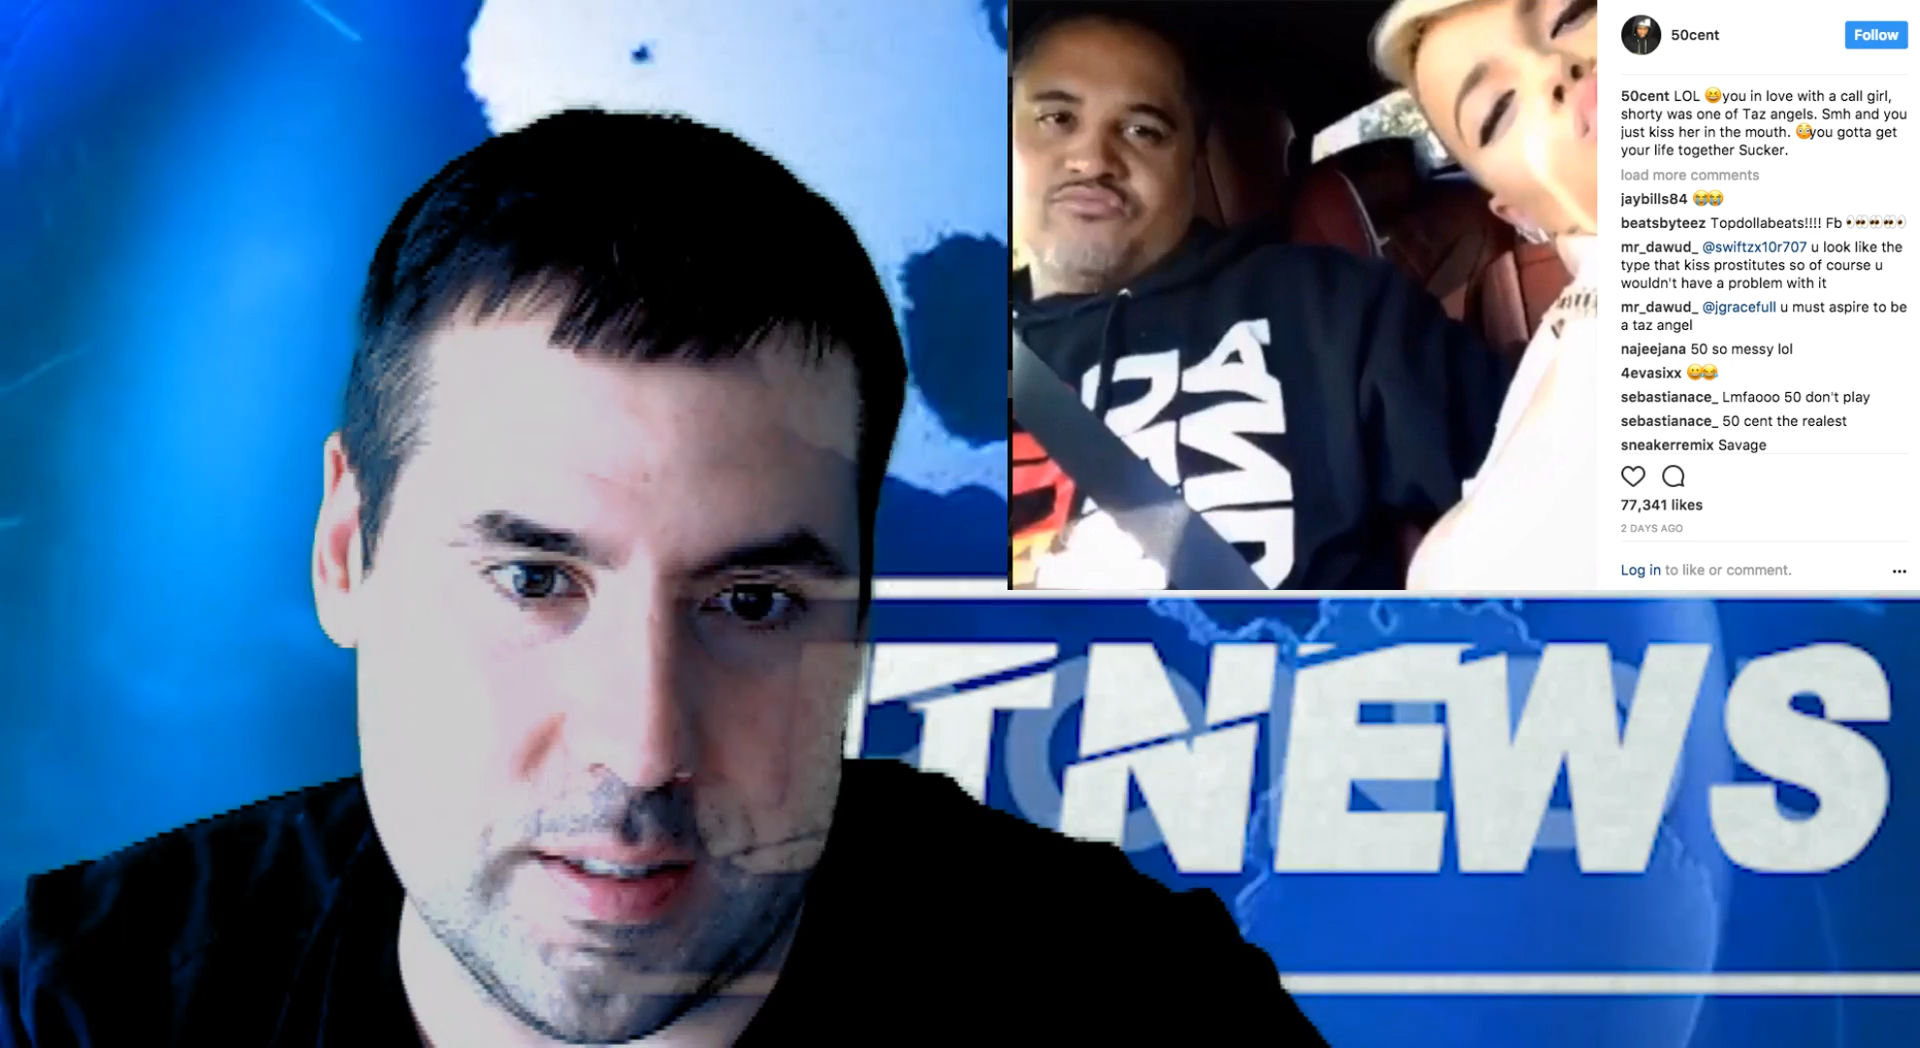 50cent
Follow
50cent LOL 😆you in love with a call girl,
shorty was one of Taz angels. Smh and you
just kiss her in the mouth. 😳you gotta get
your life together Sucker.
load more comments
jaybills84 😭😭
beatsbyteez Topdollabeats!!!! Fb 👀👀👀👀
mr_dawud_ @swiftzx10r707 u look like the
type that kiss prostitutes so of course u
wouldn't have a problem with it
mr_dawud_ @jgracefull u must aspire to be
a taz angel
najeejana 50 so messy lol
4evasixx 😀😂
sebastianace_ Lmfaooo 50 don't play
sebastianace_ 50 cent the realest
sneakerremix Savage
77,341 likes
2 DAYS AGO
Log in to like or comment.
TNEWS